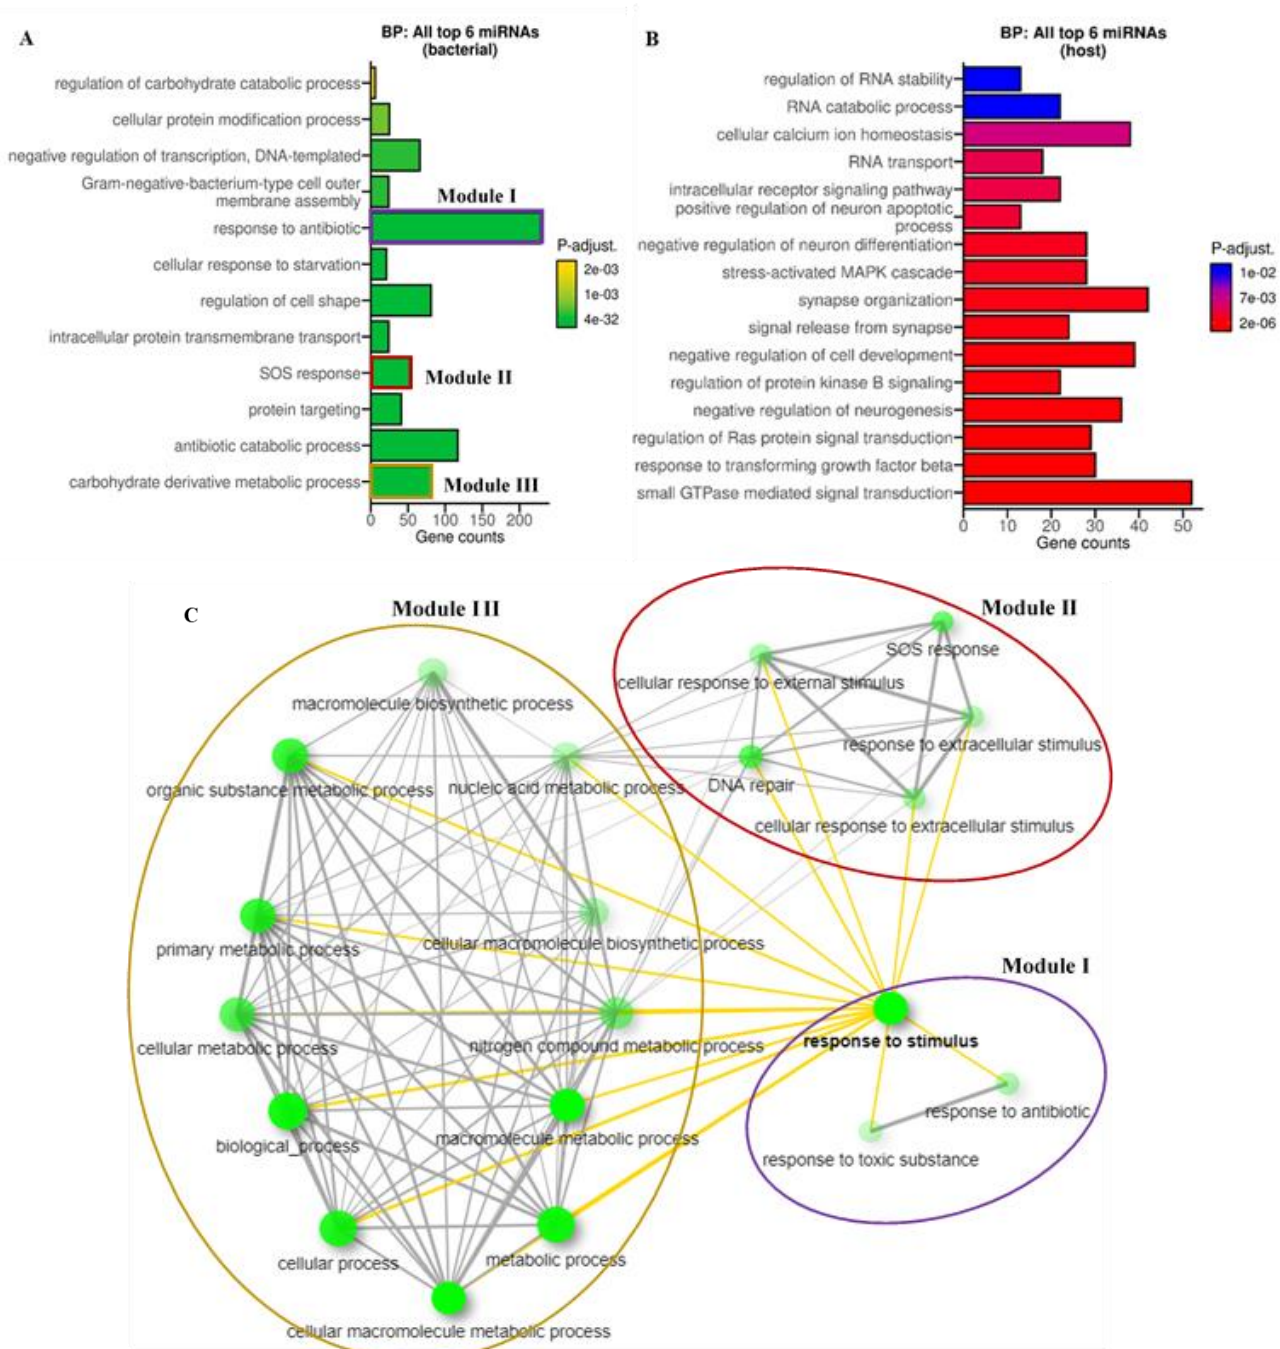 A
BP: All top 6 miRNAs
(bacterial)
regulation of carbohydrate catabolic process
cellular protein modification process
negative regulation of transcription, DNA-templated
Gram-negative-bacterium-type cell outer
membrane assembly
Module I
response to antibiotic
cellular response to starvation
regulation of cell shape
intracellular protein transmembrane transport
SOS response
Module II
protein targeting
antibiotic catabolic process
carbohydrate derivative metabolic process
Module III
0 50 100 150 200
Gene counts
P-adjust.
2e-03
1e-03
4e-32
B
BP: All top 6 miRNAs
(host)
regulation of RNA stability
RNA catabolic process
cellular calcium ion homeostasis
RNA transport
intracellular receptor signaling pathway
positive regulation of neuron apoptotic
process
negative regulation of neuron differentiation
stress-activated MAPK cascade
synapse organization
signal release from synapse
negative regulation of cell development
regulation of protein kinase B signaling
negative regulation of neurogenesis
regulation of Ras protein signal transduction
response to transforming growth factor beta
small GTPase mediated signal transduction
0 10 20 30 40 50
Gene counts
P-adjust.
1e-02
7e-03
2e-06
C
Module III
macromolecule biosynthetic process
organic substance metabolic process
nucleic acid metabolic process
primary metabolic process
cellular macromolecule biosynthetic process
cellular metabolic process
nitrogen compound metabolic process
biological_process
macromolecule metabolic process
cellular process
metabolic process
cellular macromolecule metabolic process
Module II
SOS response
cellular response to external stimulus
response to extracellular stimulus
DNA repair
cellular response to extracellular stimulus
Module I
response to stimulus
response to antibiotic
response to toxic substance